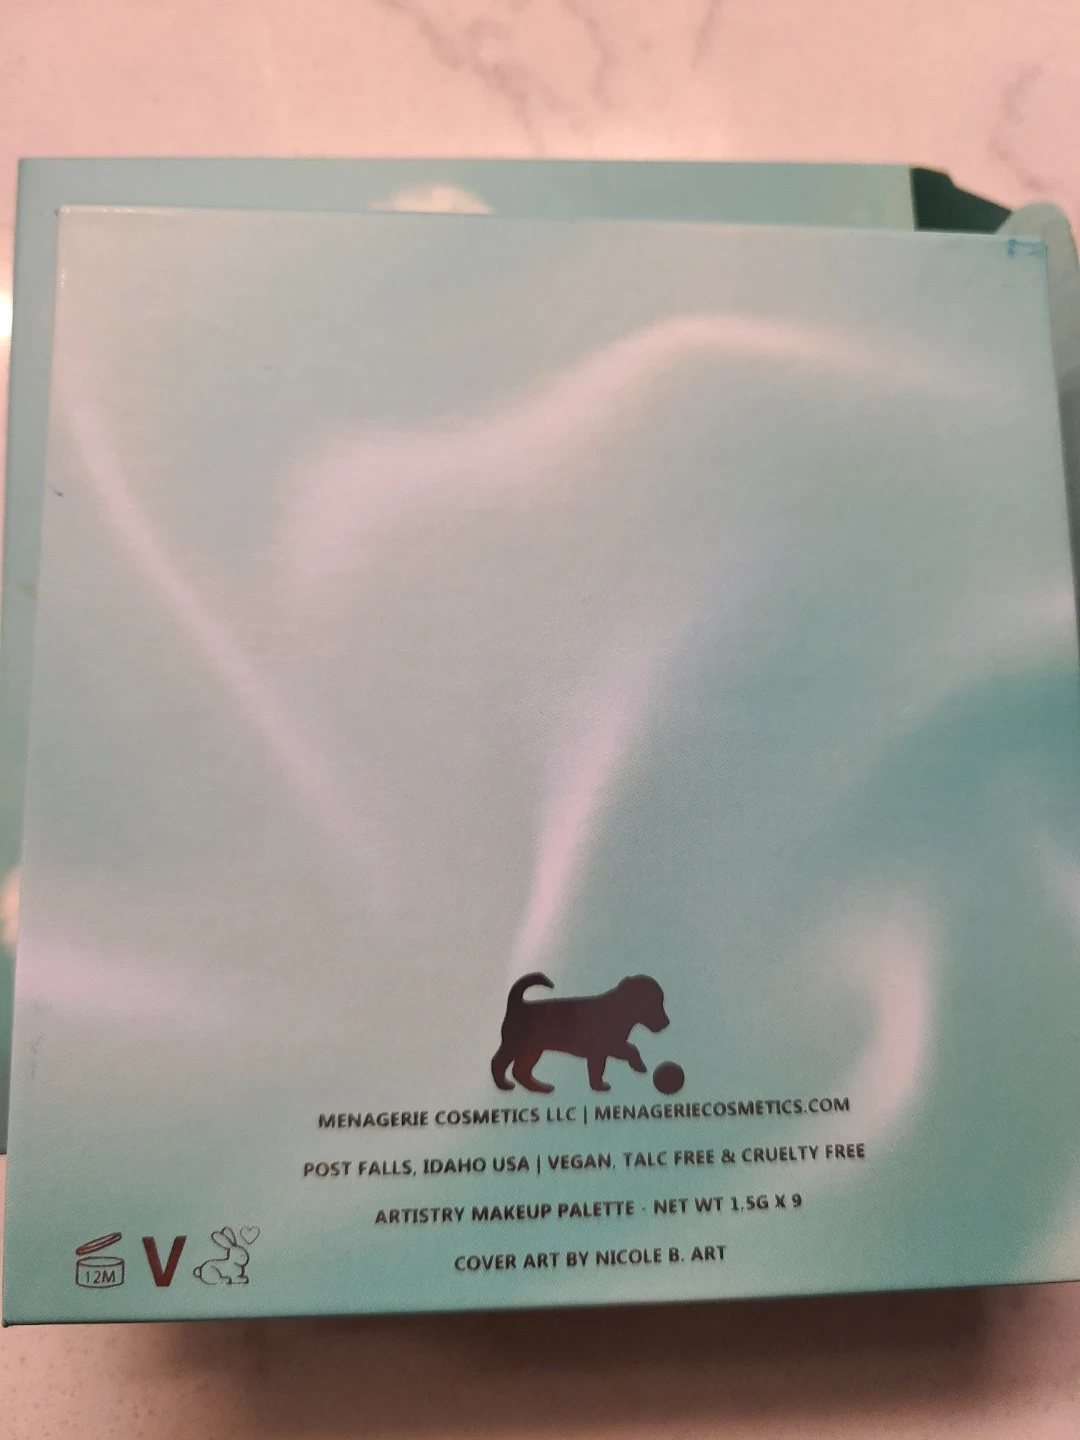 MENAGERIE COSMETICS LLC | MENAGERIECOSMETICS.COM
POST FALLS, IDAHO USA | VEGAN, TALC FREE & CRUELTY FREE
ARTISTRY MAKEUP PALETTE · NET WT 1.5G X 9
COVER ART BY NICOLE B. ART
12M V